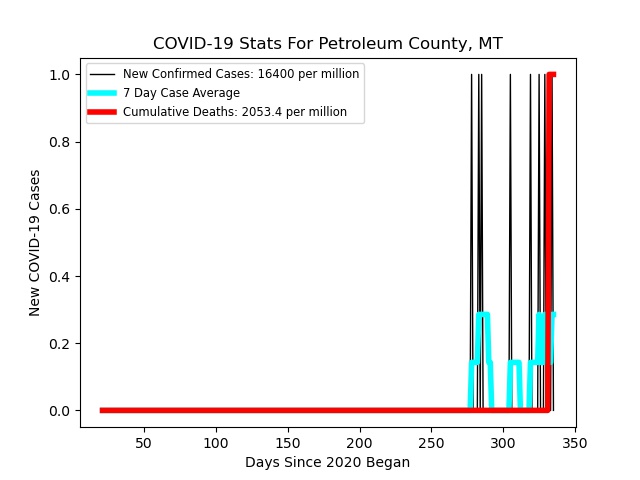 COVID-19 Stats For Petroleum County, MT
New Confirmed Cases: 16400 per million
7 Day Case Average
Cumulative Deaths: 2053.4 per million
New COVID-19 Cases
1.0
0.8
0.6
0.4
0.2
0.0
50 100 150 200 250 300 350
Days Since 2020 Began